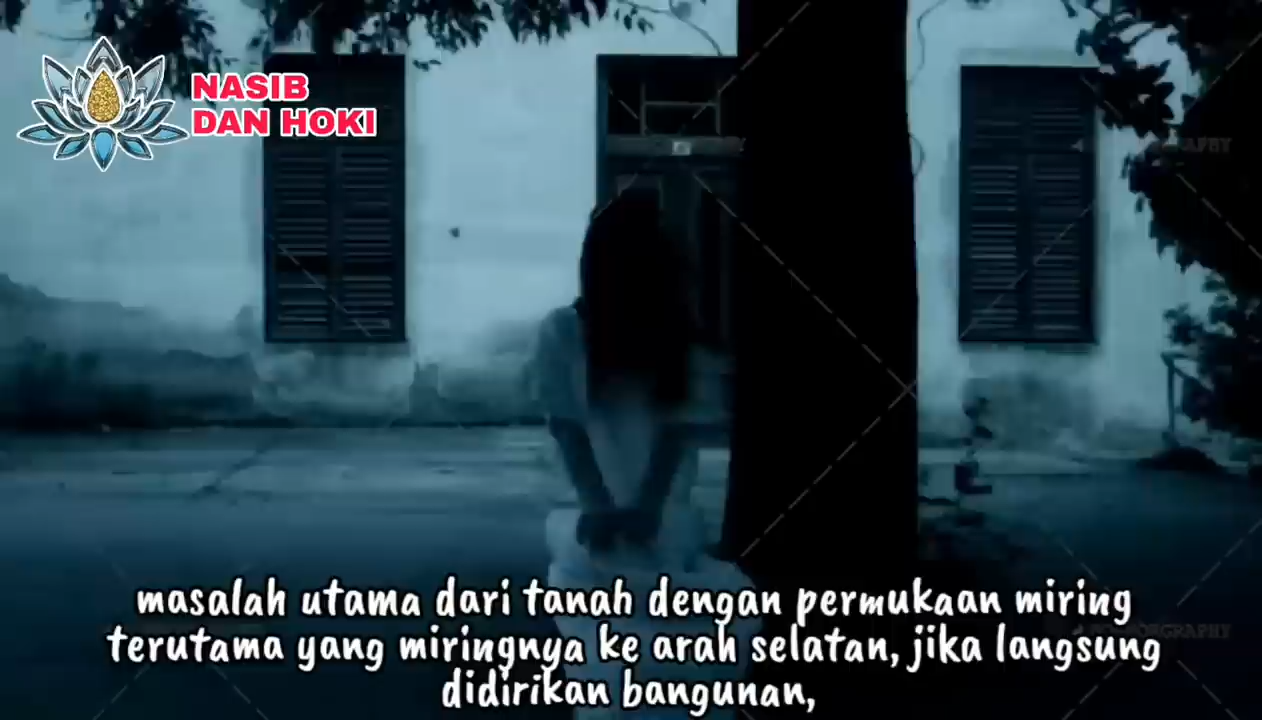 NASIB
DAN HOKI
masalah utama dari tanah dengan permukaan miring
terutama yang miringnya ke arah selatan, jika langsung
didirikan bangunan,